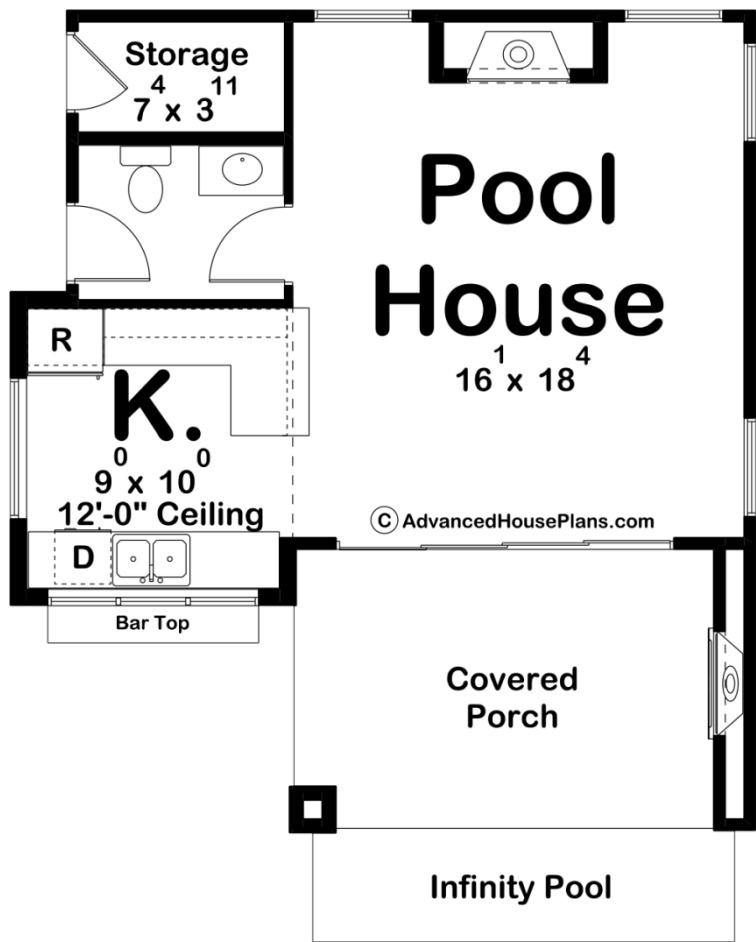 Storage
7⁴ x 3¹¹
Pool
House
16¹ x 18⁴
R
K.
9⁰ x 10⁰
12'-0" Ceiling
© AdvancedHousePlans.com
D
Bar Top
Covered
Porch
Infinity Pool